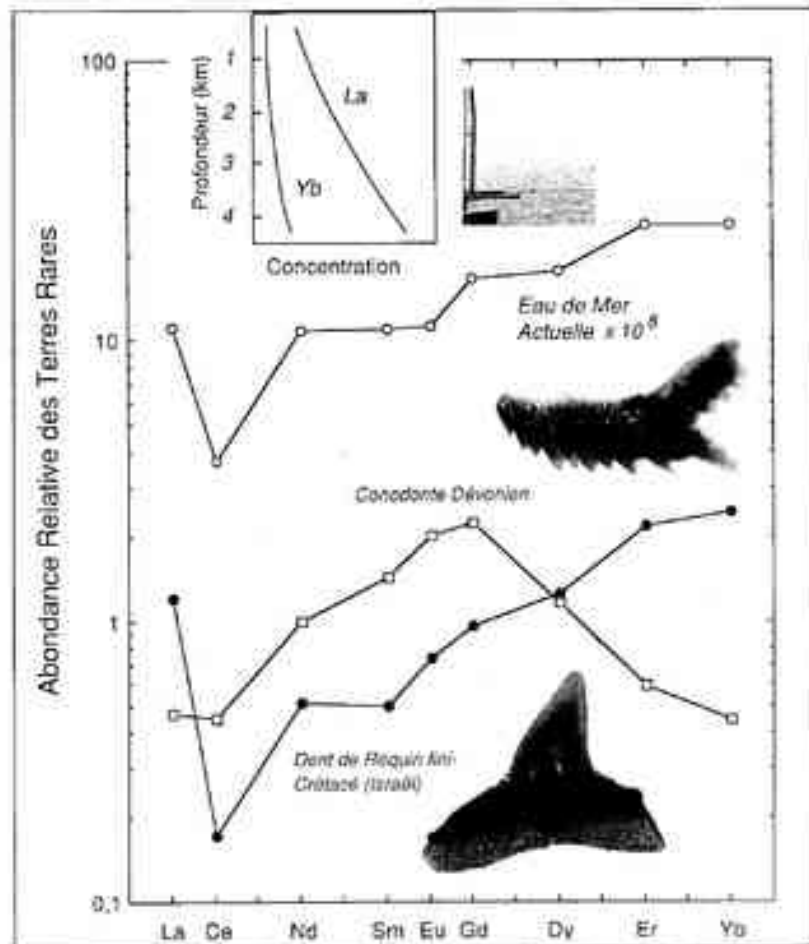 Profondeur (km)
1
2
3
4
La
Yb
Concentration
Abondance Relative des Terres Rares
100
10
1
0,1
Eau de Mer
Actuelle x 10⁸
Conodonte Dévonien
Dent de Requin fini-
Crétacé (Israël)
La Ce Nd Sm Eu Gd Dy Er Yb